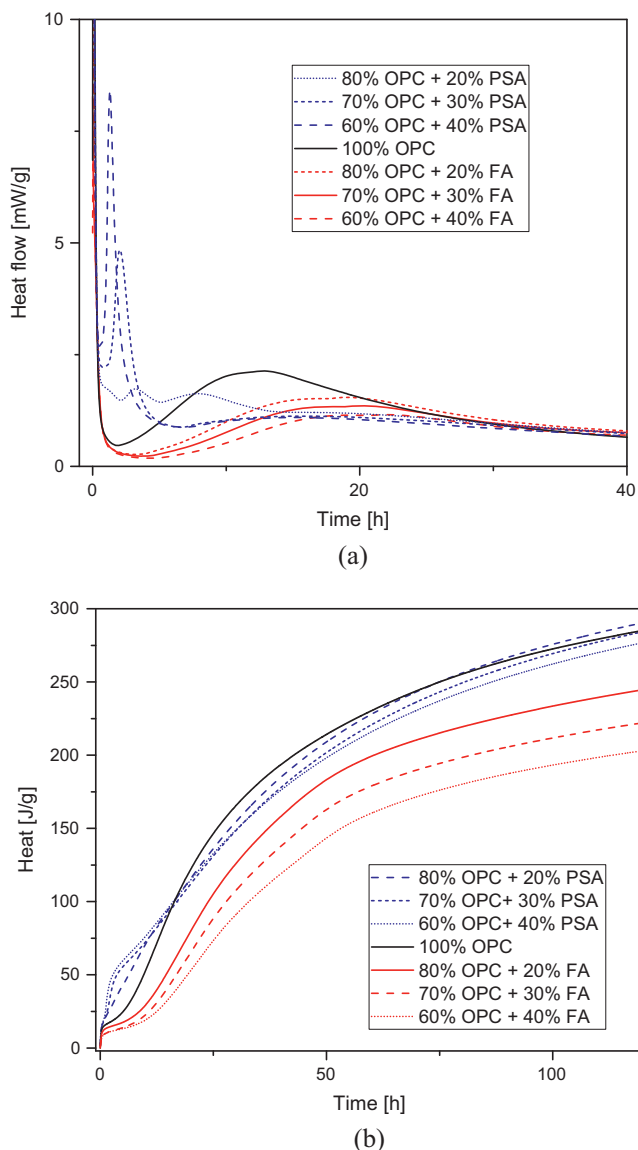 10
5
0
Heat flow [mW/g]
80% OPC + 20% PSA
70% OPC + 30% PSA
60% OPC + 40% PSA
100% OPC
80% OPC + 20% FA
70% OPC + 30% FA
60% OPC + 40% FA
0
20
40
Time [h]
(a)
300
250
200
150
100
50
0
Heat [J/g]
80% OPC + 20% PSA
70% OPC+ 30% PSA
60% OPC+ 40% PSA
100% OPC
80% OPC + 20% FA
70% OPC + 30% FA
60% OPC + 40% FA
0
50
100
Time [h]
(b)